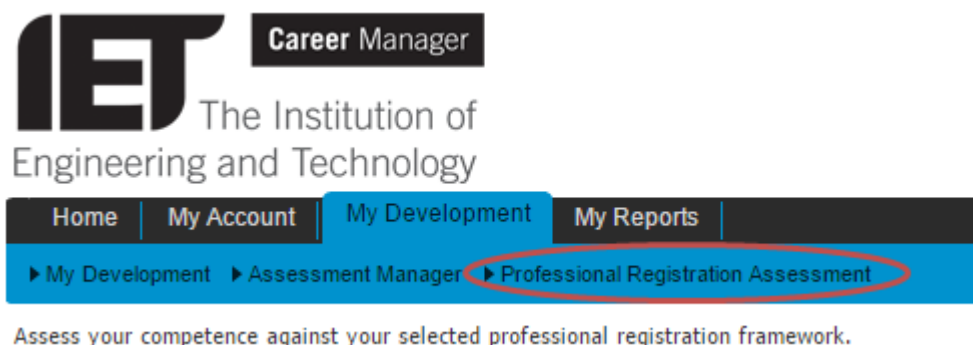 IET Career Manager
The Institution of
Engineering and Technology
Home My Account My Development My Reports
My Development Assessment Manager Professional Registration Assessment
Assess your competence against your selected professional registration framework.